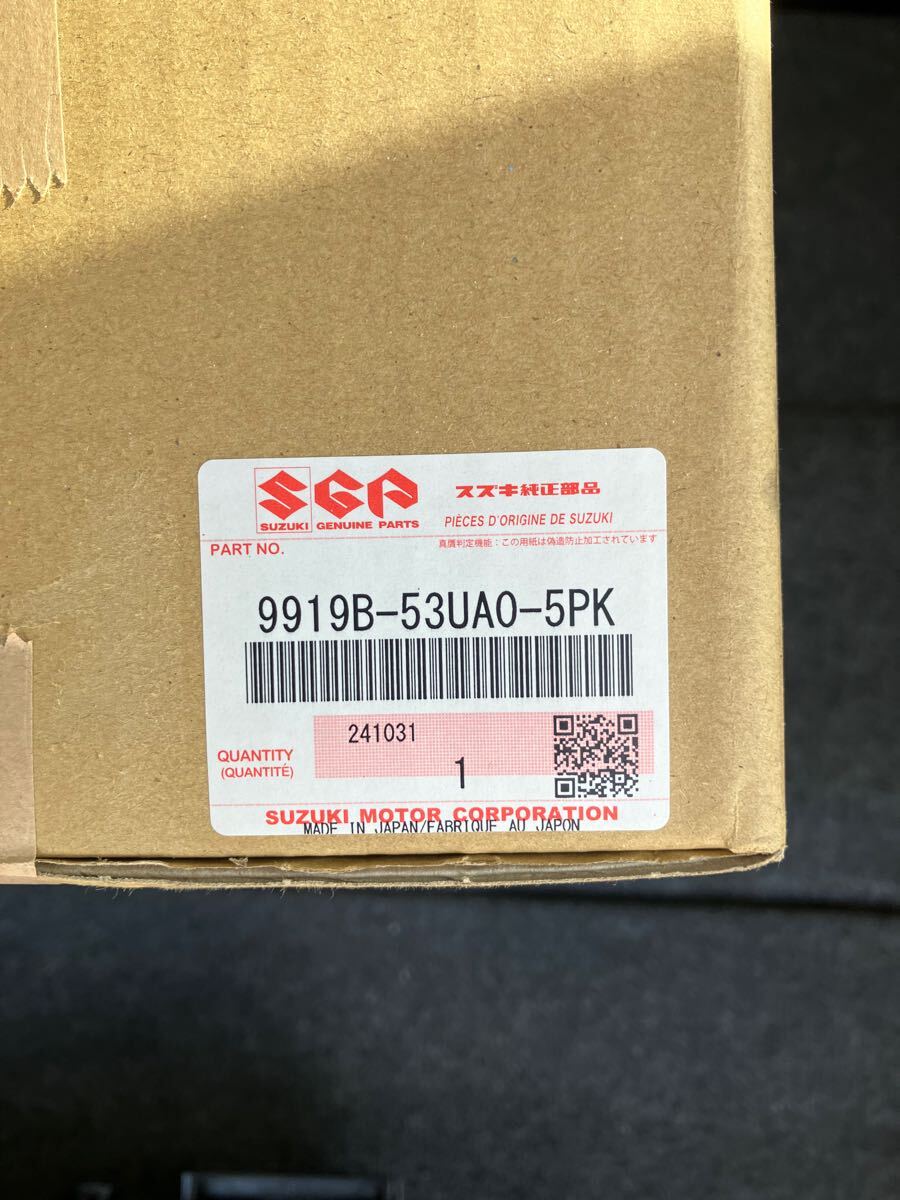 SGP スズキ純正部品
SUZUKI GENUINE PARTS
PIÈCES D'ORIGINE DE SUZUKI
PART NO.
真贋判定機能:この用紙は偽造防止加工されています
9919B-53UA0-5PK
241031
QUANTITY
(QUANTITÉ)
1
SUZUKI MOTOR CORPORATION
MADE IN JAPAN/FABRIQUE AU JAPON